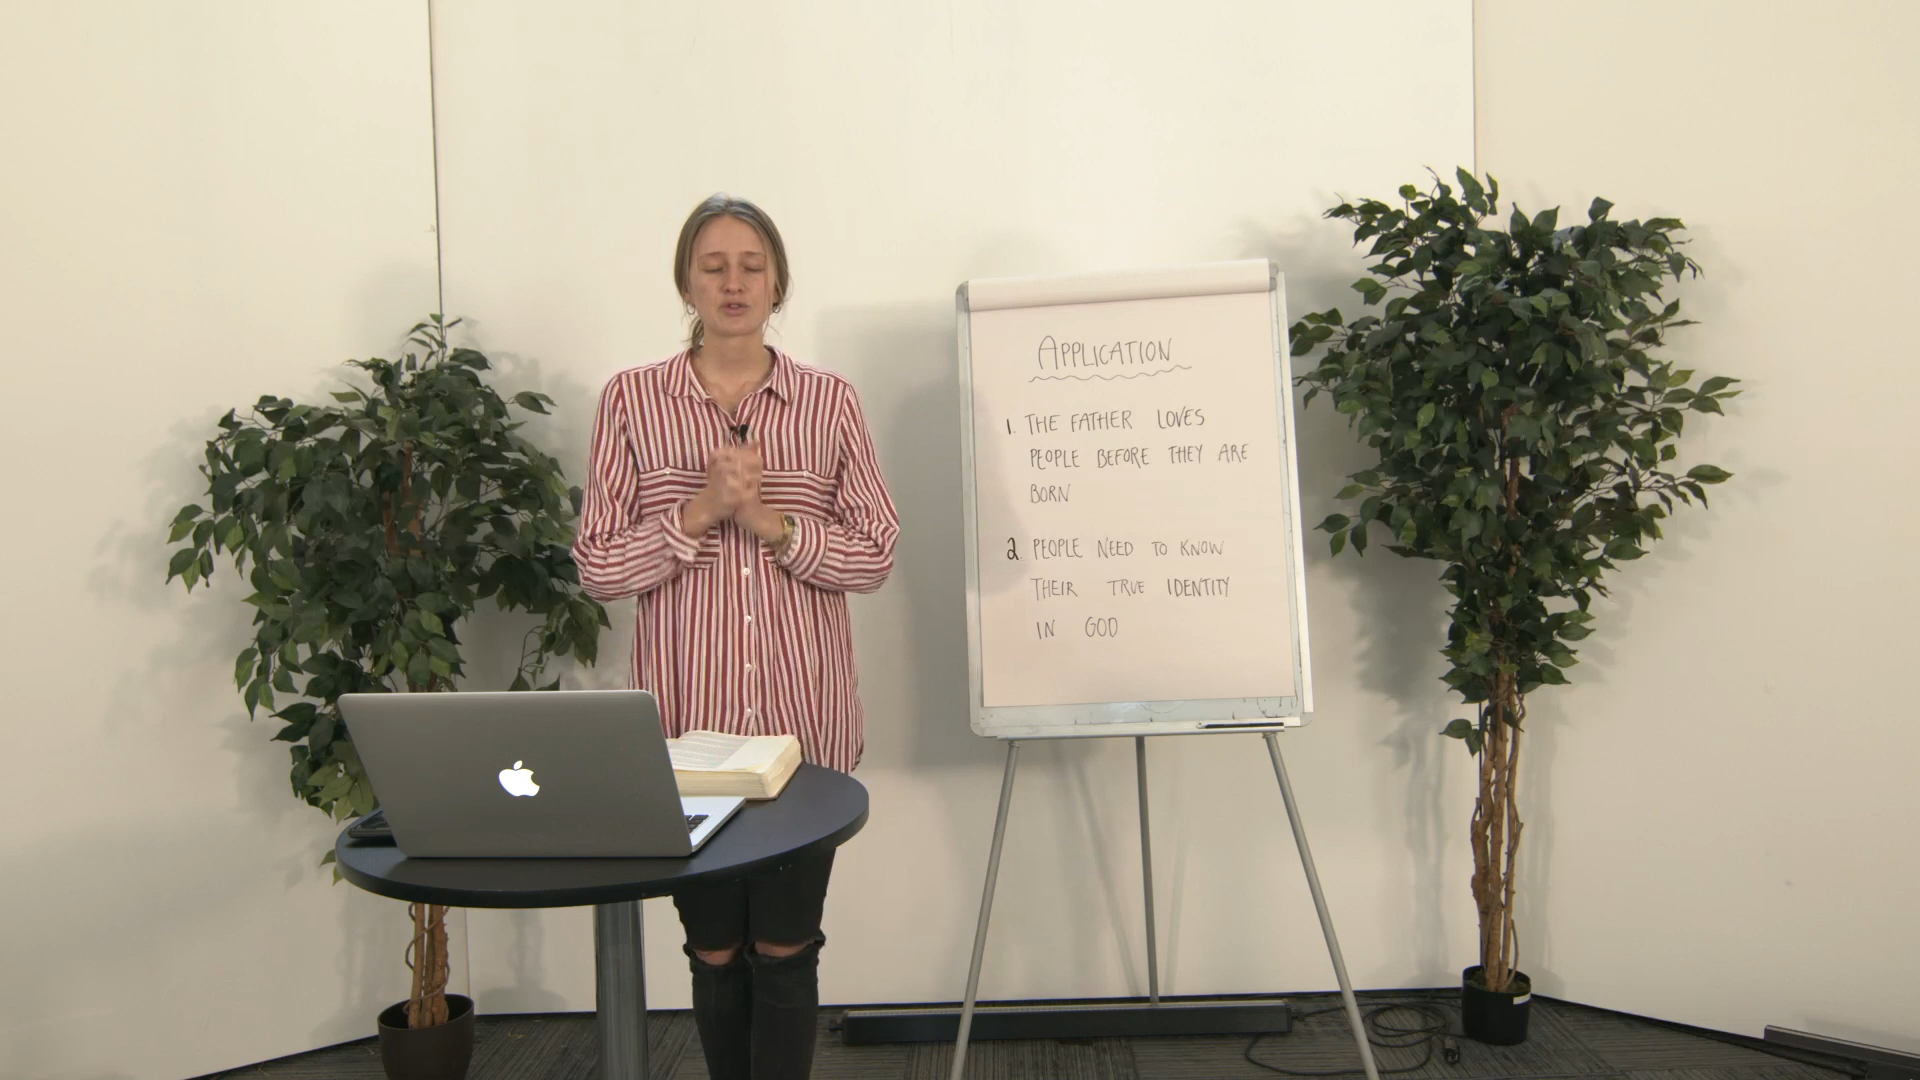 APPLICATION
1. THE FATHER LOVES
PEOPLE BEFORE THEY ARE
BORN
2. PEOPLE NEED TO KNOW
THEIR TRUE IDENTITY
IN GOD